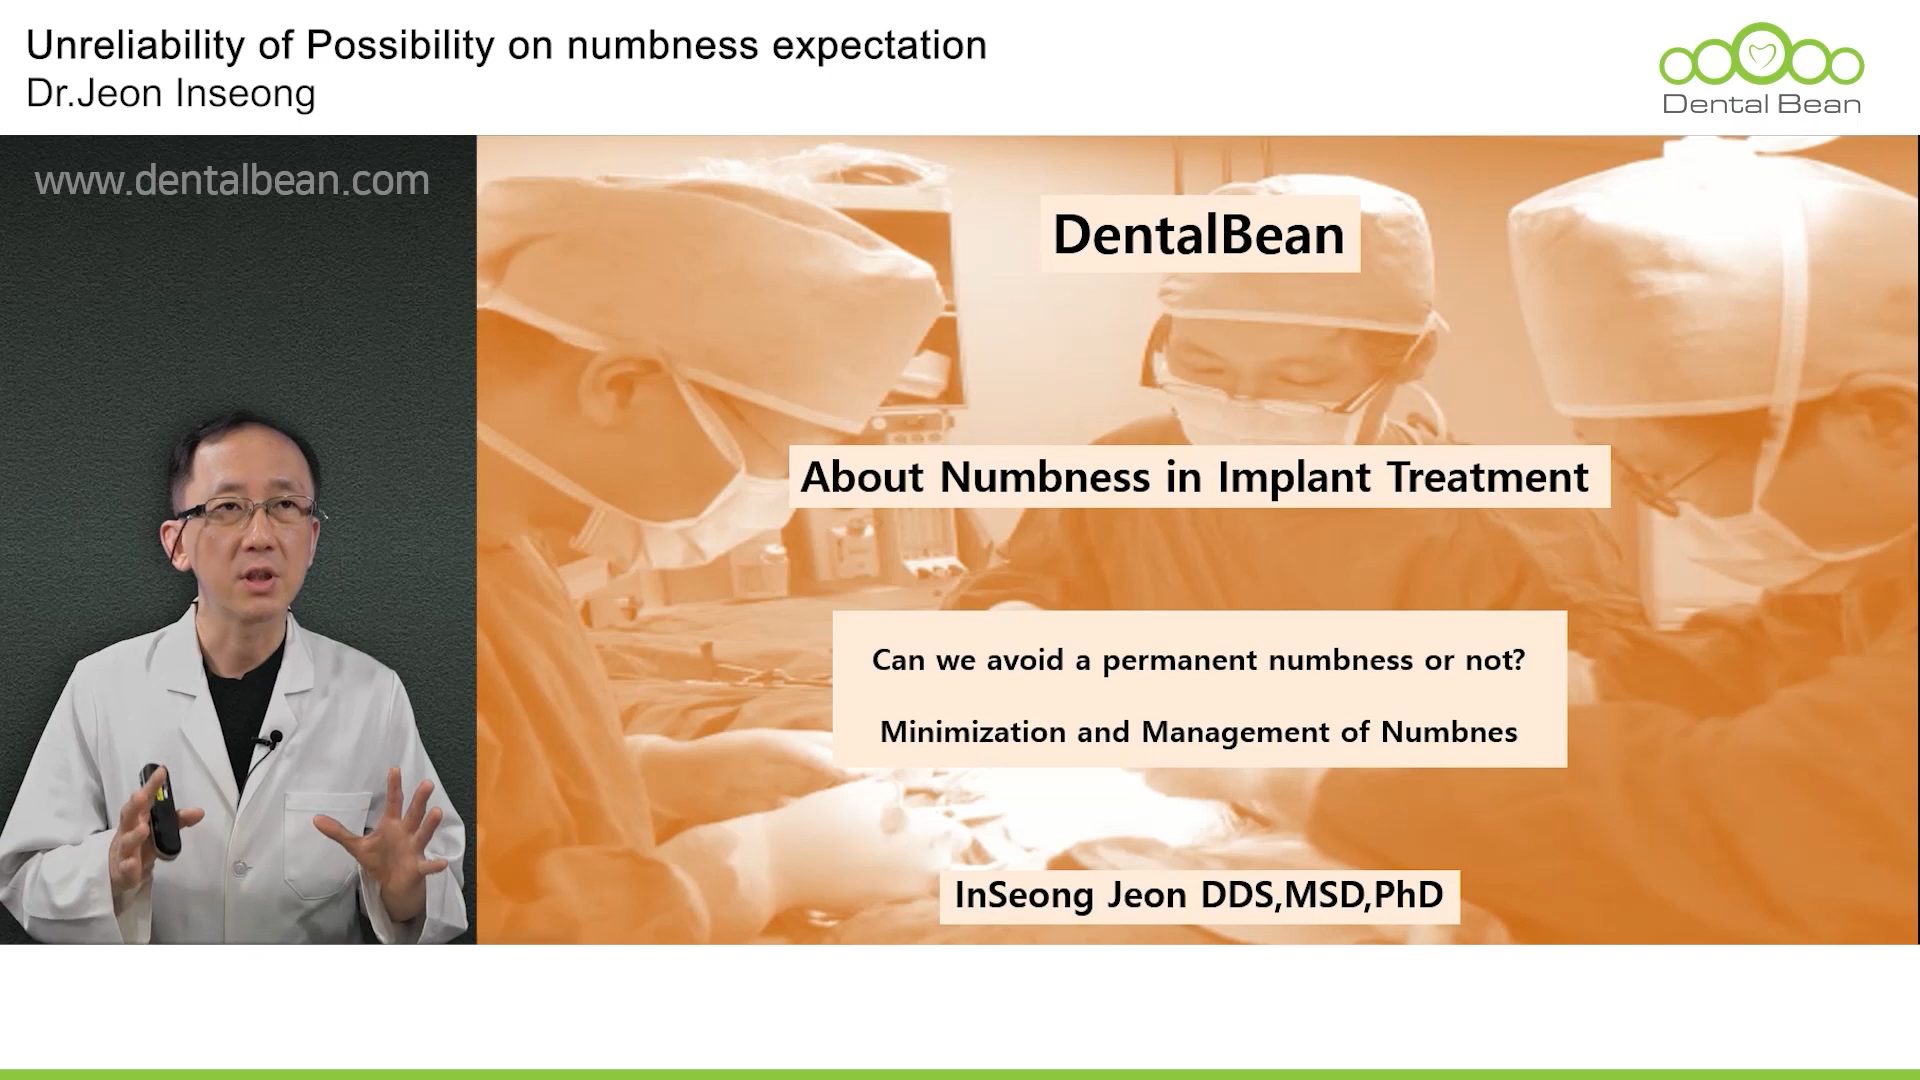 Unreliability of Possibility on numbness expectation
Dr.Jeon Inseong
Dental Bean
www.dentalbean.com
DentalBean
About Numbness in Implant Treatment
Can we avoid a permanent numbness or not?
Minimization and Management of Numbnes
InSeong Jeon DDS,MSD,PhD